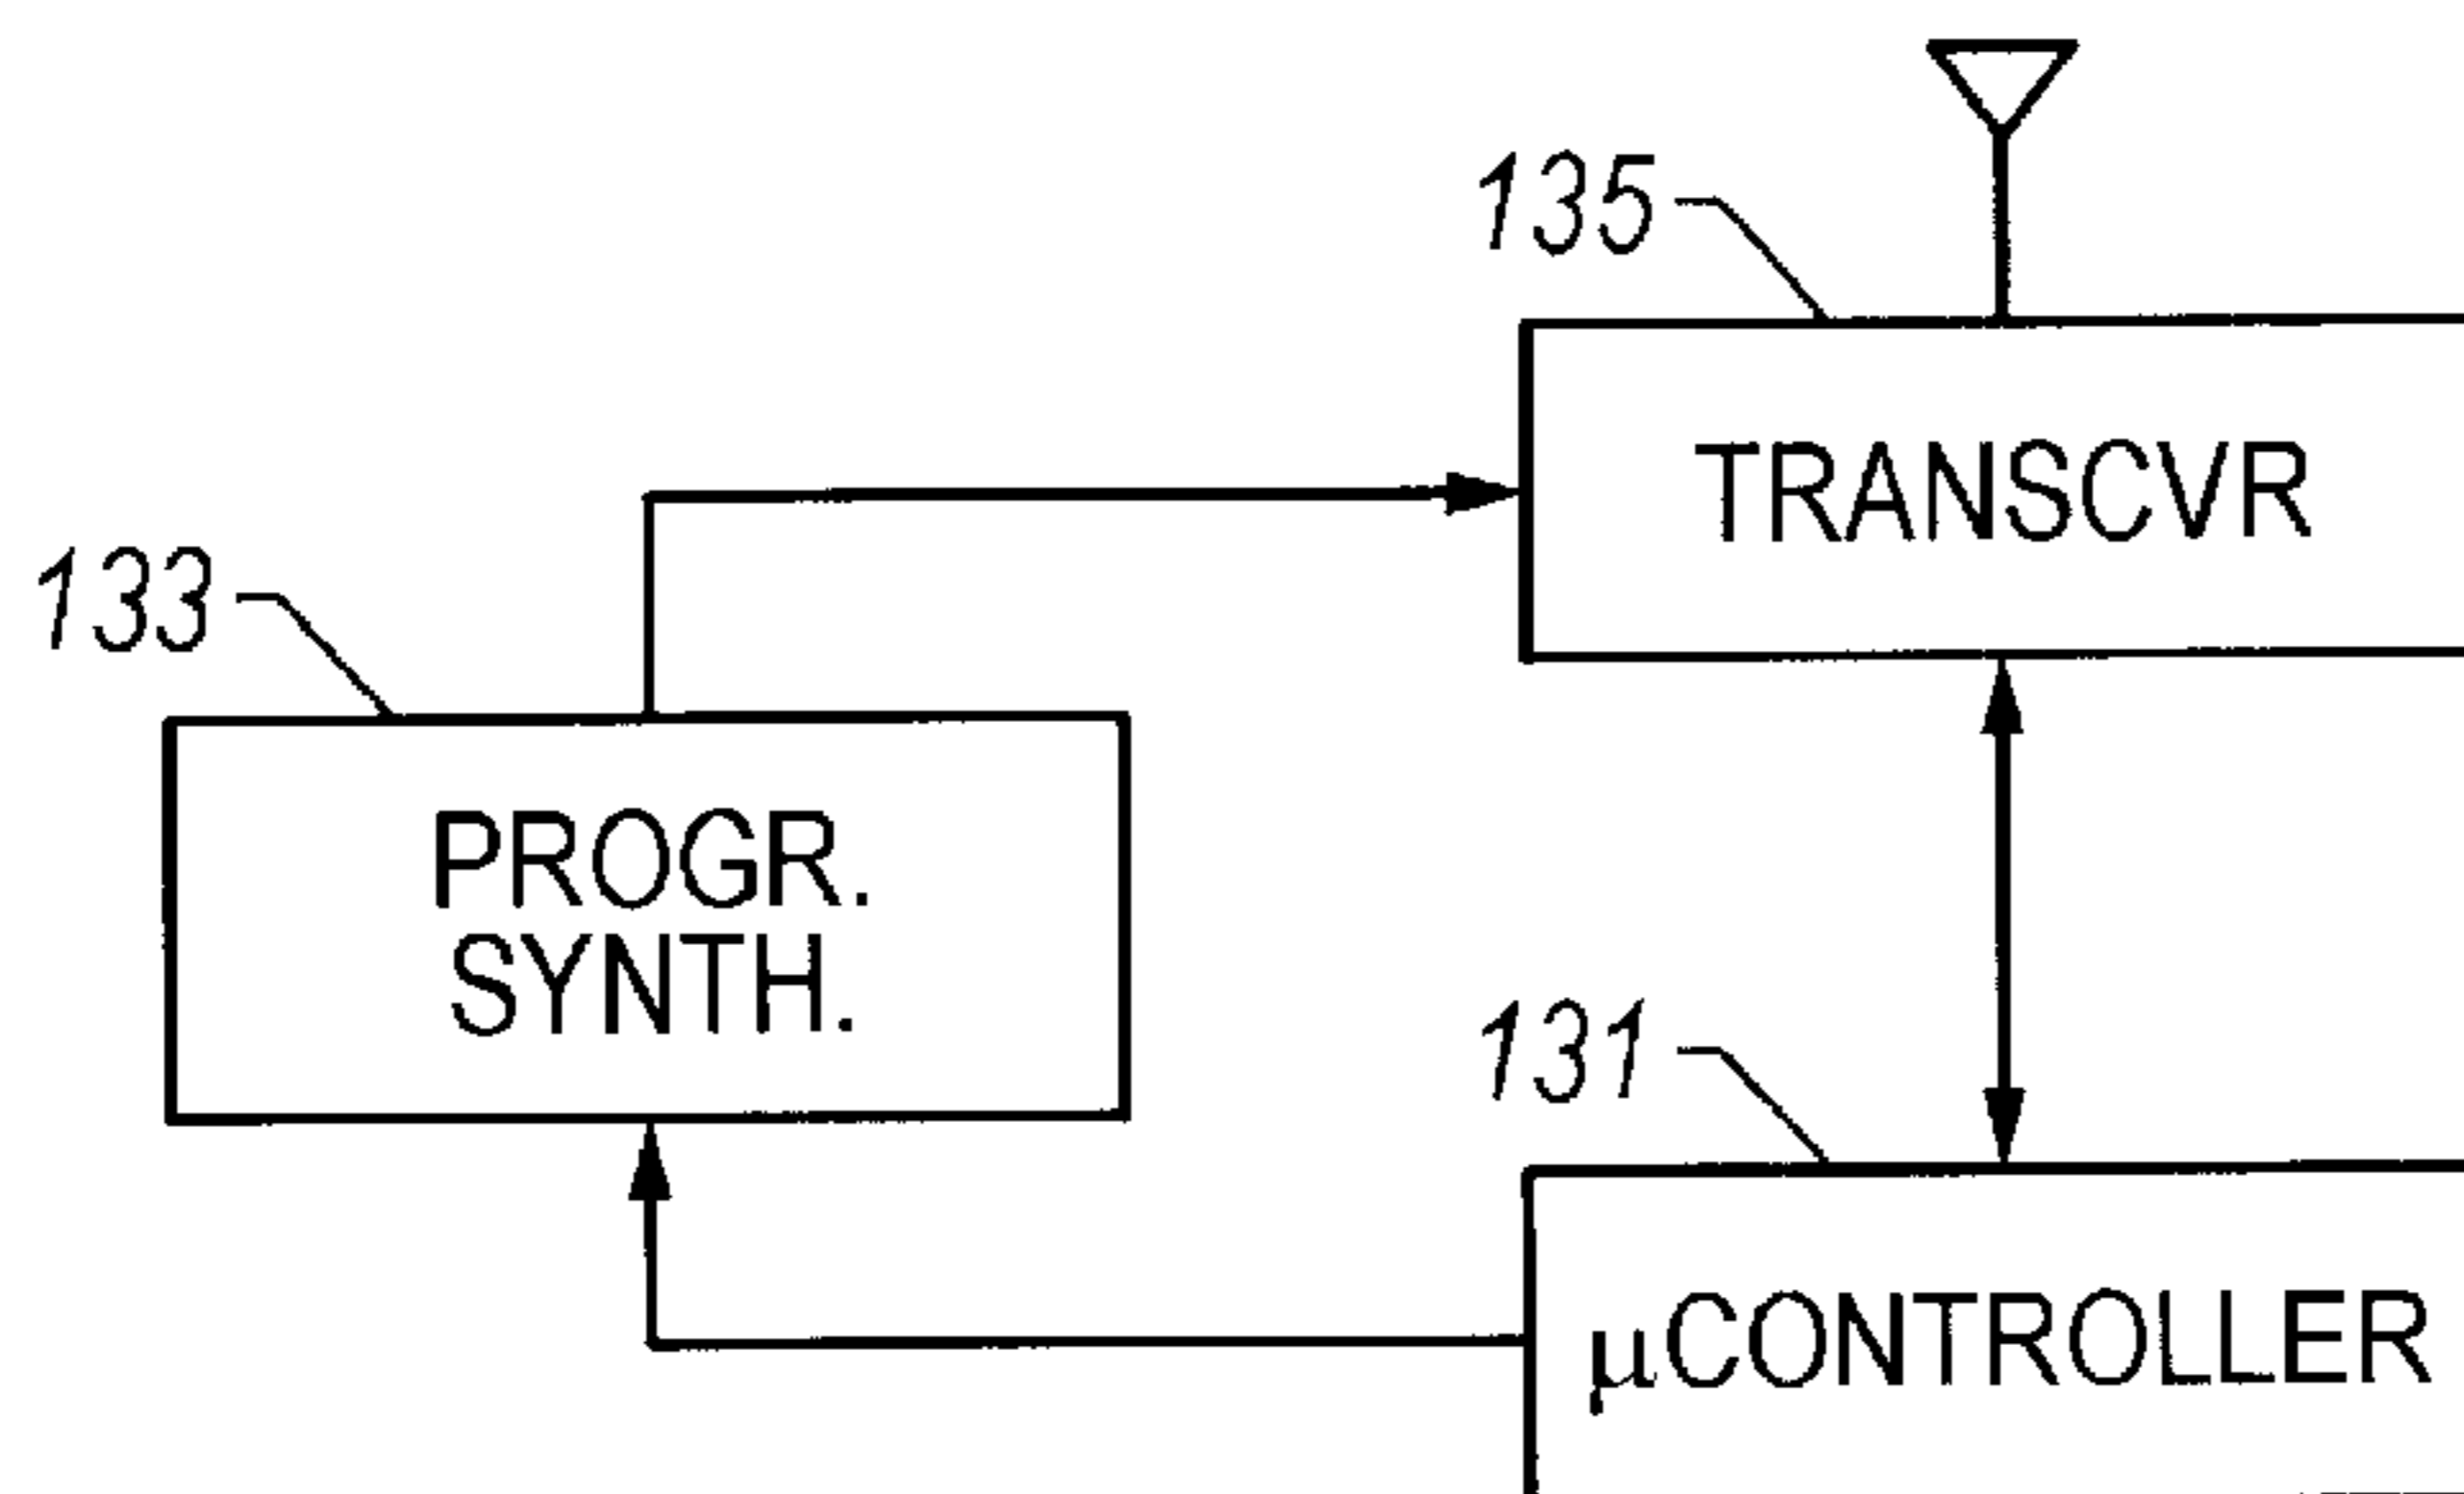 135
TRANSCVR
133
PROGR.
SYNTH.
131
µCONTROLLER